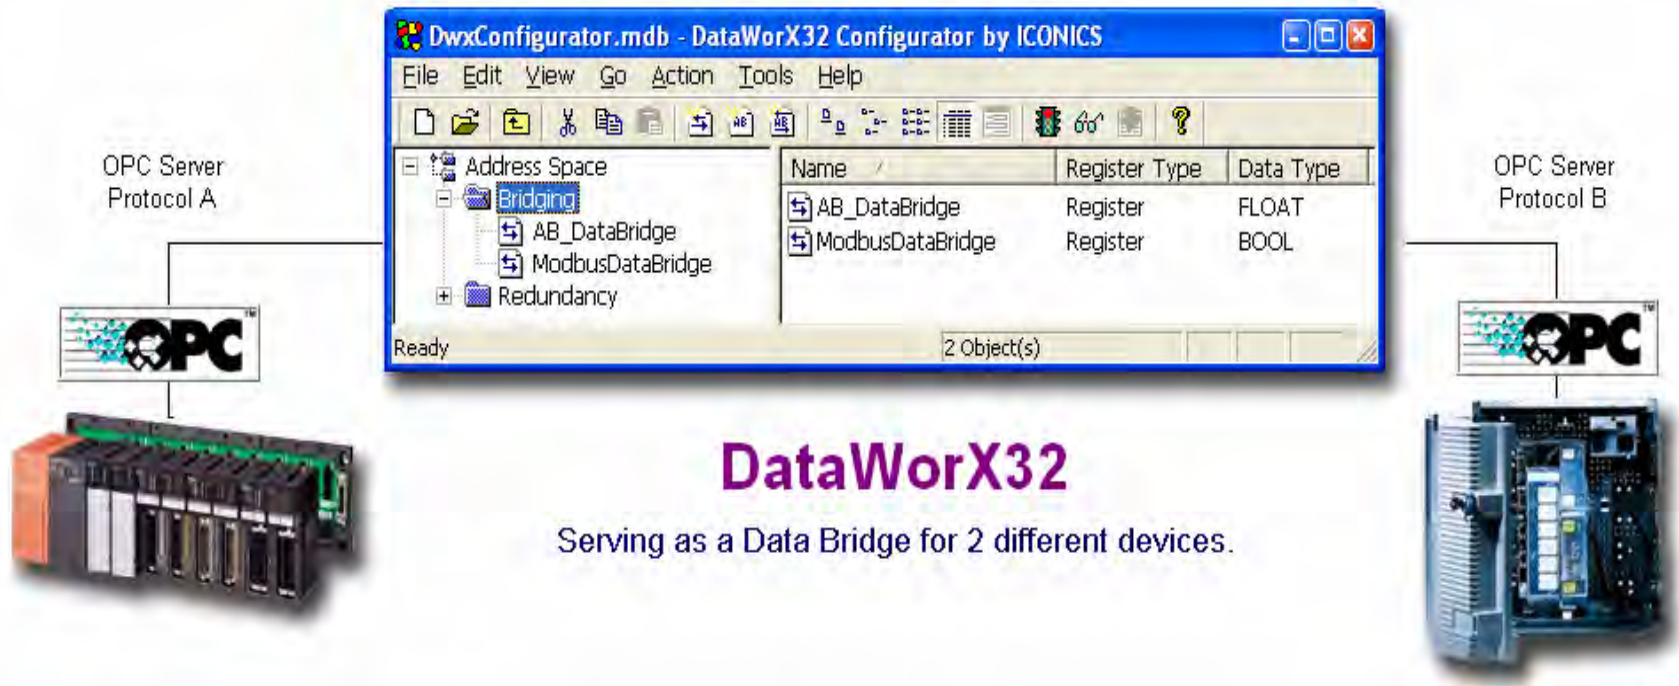 DwxConfigurator.mdb - DataWorX32 Configurator by ICONICS
File Edit View Go Action Tools Help
Address Space
Bridging
AB_DataBridge
ModbusDataBridge
Redundancy
Name Register Type Data Type
AB_DataBridge Register FLOAT
ModbusDataBridge Register BOOL
Ready 2 Object(s)
OPC Server
Protocol A
OPC
OPC Server
Protocol B
OPC
DataWorX32
Serving as a Data Bridge for 2 different devices.